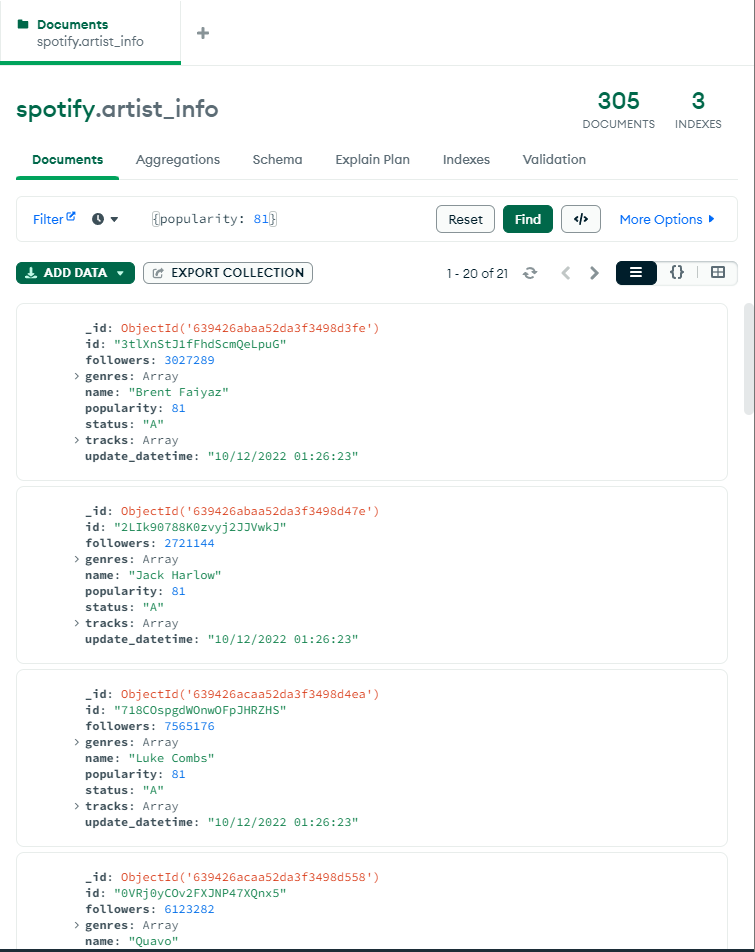 Documents
spotify.artist_info
spotify.artist_info
305
DOCUMENTS
3
INDEXES
Documents Aggregations Schema Explain Plan Indexes Validation
Filter {popularity: 81} Reset Find </> More Options
ADD DATA EXPORT COLLECTION 1 - 20 of 21 {}
_id: ObjectId('639426abaa52da3f3498d3fe')
id: "3tlXnStJ1fFhdScmQeLpuG"
followers: 3027289
> genres: Array
name: "Brent Faiyaz"
popularity: 81
status: "A"
> tracks: Array
update_datetime: "10/12/2022 01:26:23"
_id: ObjectId('639426abaa52da3f3498d47e')
id: "2LIk90788K0zvyj2JJVwkJ"
followers: 2721144
> genres: Array
name: "Jack Harlow"
popularity: 81
status: "A"
> tracks: Array
update_datetime: "10/12/2022 01:26:23"
_id: ObjectId('639426acaa52da3f3498d4ea')
id: "718COspgdWOnwOFpJHRZHS"
followers: 7565176
> genres: Array
name: "Luke Combs"
popularity: 81
status: "A"
> tracks: Array
update_datetime: "10/12/2022 01:26:23"
_id: ObjectId('639426acaa52da3f3498d558')
id: "0VRj0yCOv2FXJNP47XQnx5"
followers: 6123282
> genres: Array
name: "Quavo"